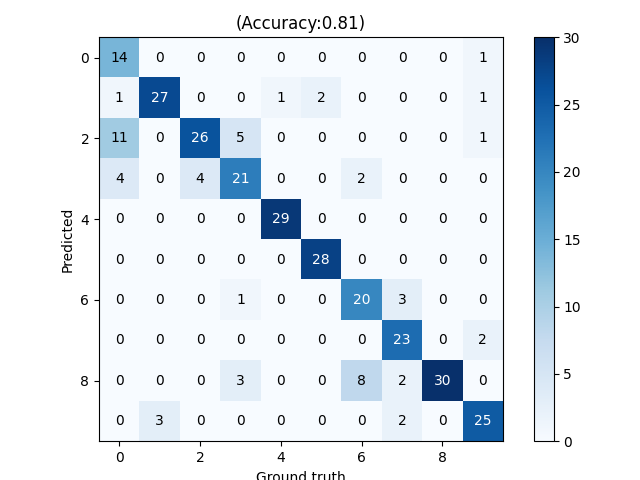 (Accuracy:0.81)
0 14 0 0 0 0 0 0 0 0 1
1 27 0 0 1 2 0 0 0 1
2 11 0 26 5 0 0 0 0 0 1
4 0 4 21 0 0 2 0 0 0
4 0 0 0 0 29 0 0 0 0 0
0 0 0 0 0 28 0 0 0 0
6 0 0 0 1 0 0 20 3 0 0
0 0 0 0 0 0 0 23 0 2
8 0 0 0 3 0 0 8 2 30 0
0 3 0 0 0 0 0 2 0 25
0 2 4 6 8
Ground truth
Predicted
30
25
20
15
10
5
0